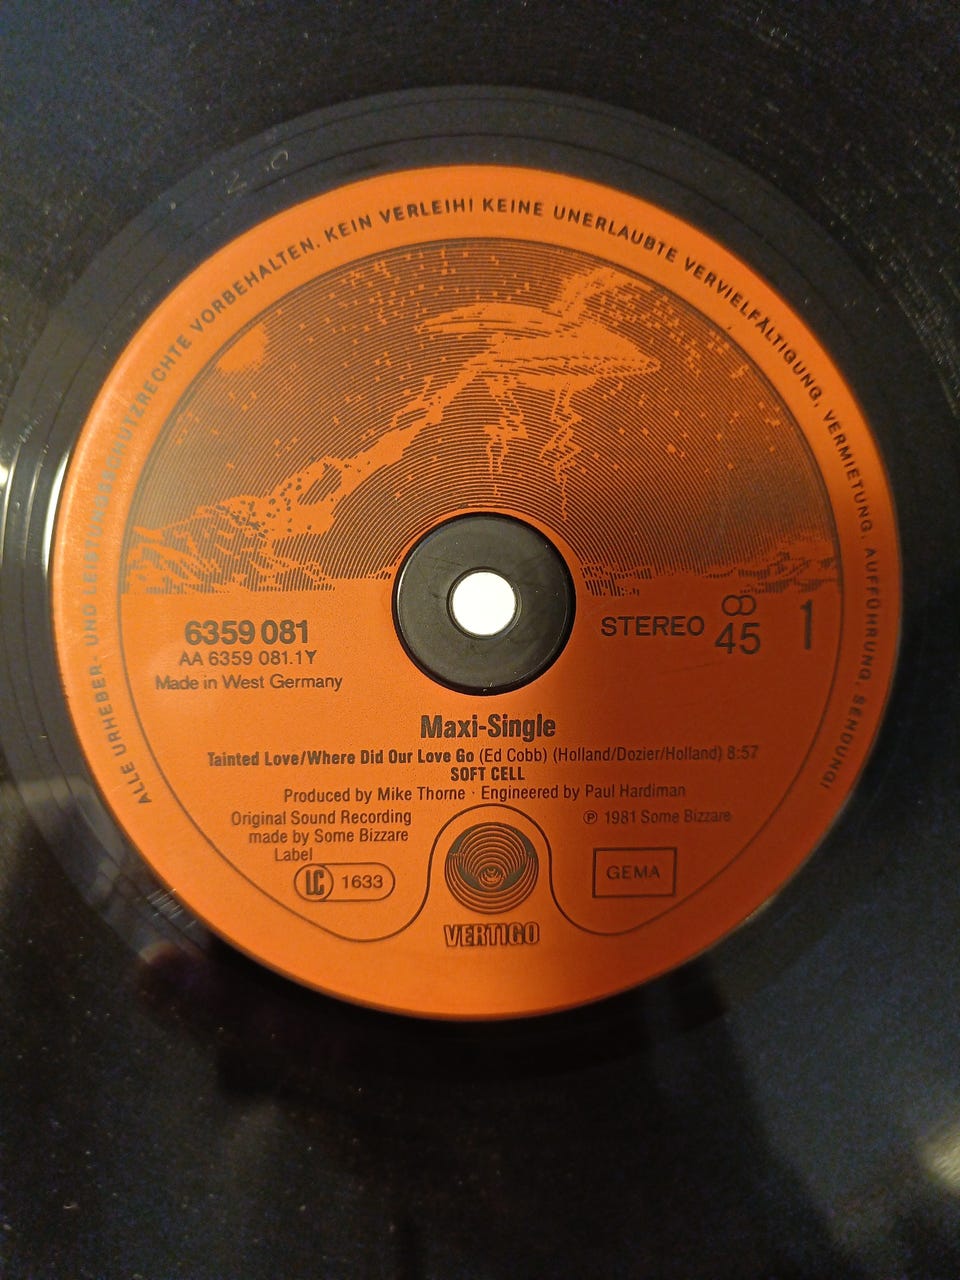 ALLE URHEBER- UND LEISTUNGSSCHUTZRECHTE VORBEHALTEN. KEIN VERLEIH! KEINE UNERLAUBTE VERVIELFÄLTIGUNG, VERMIETUNG, AUFFÜHRUNG, SENDUNG!
6359 081
AA 6359 081.1Y
Made in West Germany
STEREO 45 1
Maxi-Single
Tainted Love/Where Did Our Love Go (Ed Cobb) (Holland/Dozier/Holland) 8:57
SOFT CELL
Produced by Mike Thorne · Engineered by Paul Hardiman
Original Sound Recording
made by Some Bizzare
Label
℗ 1981 Some Bizzare
LC 1633
GEMA
VERTIGO